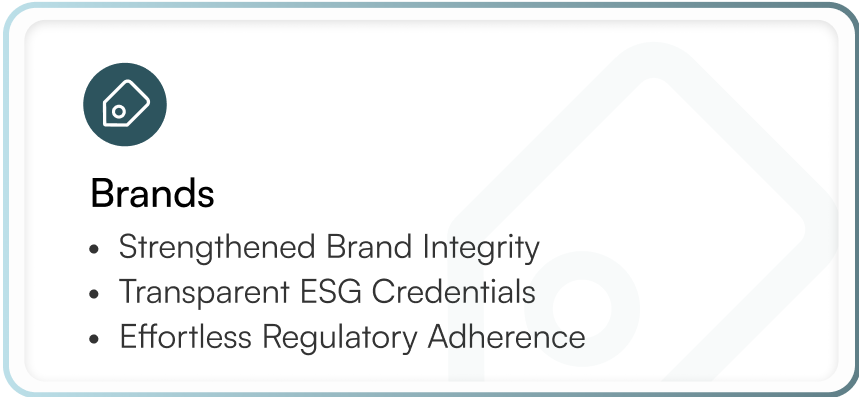 Brands
• Strengthened Brand Integrity
• Transparent ESG Credentials
• Effortless Regulatory Adherence